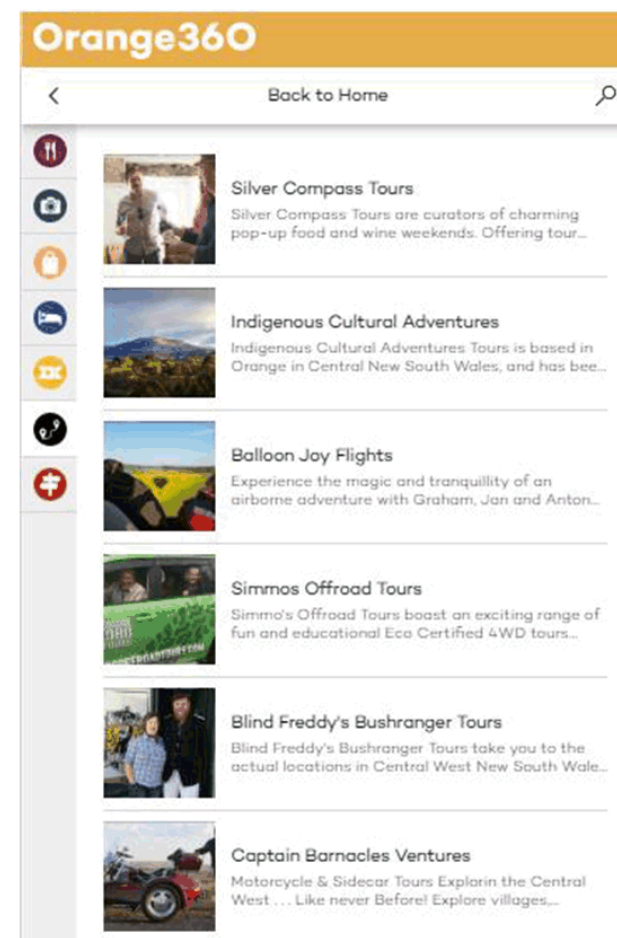 Orange360
Back to Home
Silver Compass Tours
Silver Compass Tours are curators of charming
pop-up food and wine weekends. Offering tour...
Indigenous Cultural Adventures
Indigenous Cultural Adventures Tours is based in
Orange in Central New South Wales, and has bee...
Balloon Joy Flights
Experience the magic and tranquillity of an
airborne adventure with Graham, Jan and Anton...
Simmos Offroad Tours
Simmo's Offroad Tours boast an exciting range of
fun and educational Eco Certified 4WD tours...
Blind Freddy's Bushranger Tours
Blind Freddy's Bushranger Tours take you to the
actual locations in Central West New South Wale...
Captain Barnacles Ventures
Motorcycle & Sidecar Tours Explorin the Central
West ... Like never Before! Explore villages,...